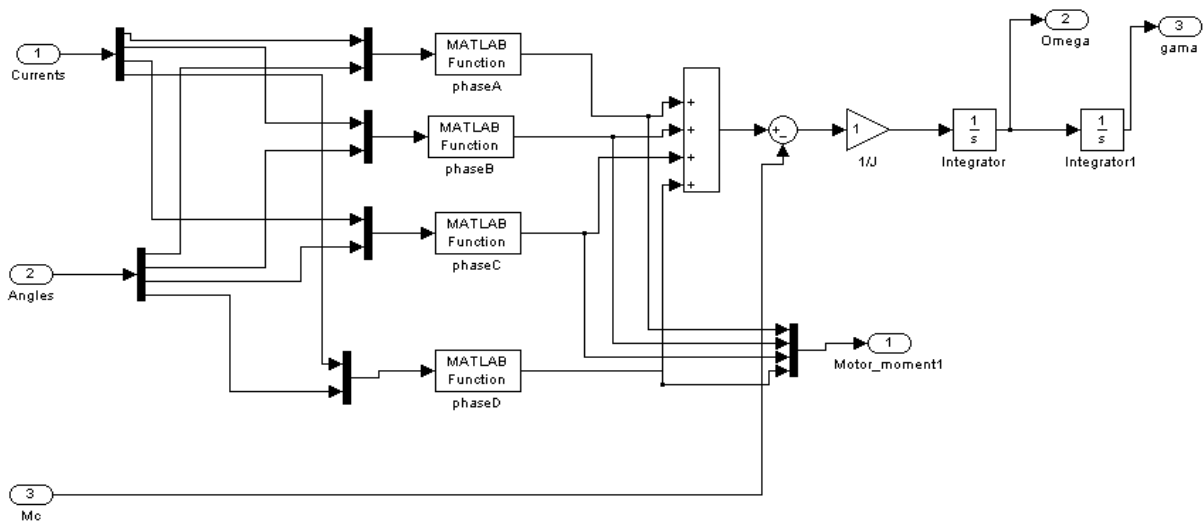 1
Currents
2
Angles
3
Mc
MATLAB
Function
phaseA
MATLAB
Function
phaseB
MATLAB
Function
phaseC
MATLAB
Function
phaseD
+
+
+
+
+
−
1
1/J
1
s
Integrator
1
s
Integrator1
2
Omega
3
gama
1
Motor_moment1